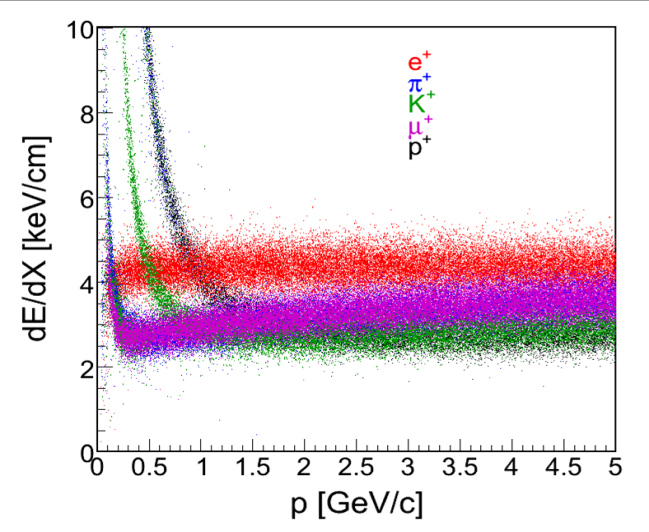 dE/dX [keV/cm]
10
8
6
4
2
0
e⁺
π⁺
K⁺
μ⁺
p⁺
0 0.5 1 1.5 2 2.5 3 3.5 4 4.5 5
p [GeV/c]